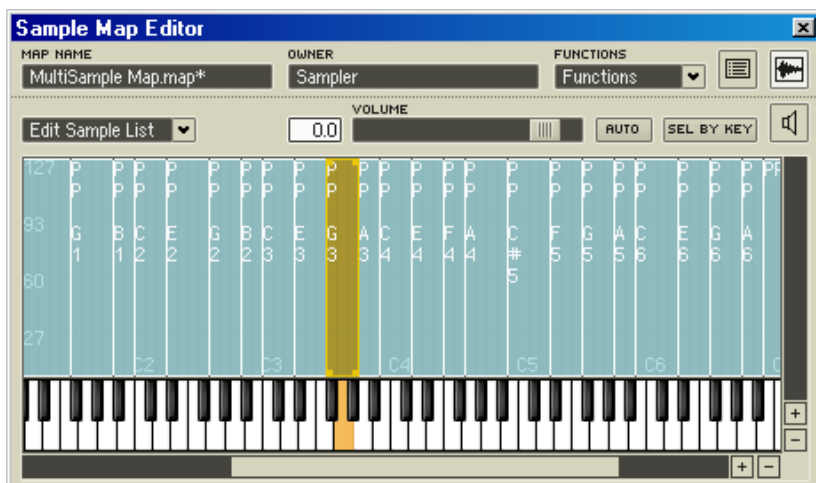 Sample Map Editor
MAP NAME OWNER FUNCTIONS
MultiSample Map.map* Sampler Functions
VOLUME
Edit Sample List 0.0 AUTO SEL BY KEY
127 P P P P P P P P P P P P P P P P P P P P P P PP
P P P P P P P P P P P P P P P P P P P P P P
93 G B C E G B C E G A C E F A C F G A C E G A
1 1 2 2 2 2 3 3 3 3 4 4 4 4 # 5 5 5 6 6 6 6
60 5
27
C2 C3 C4 C5 C6 C
+
−
+ −